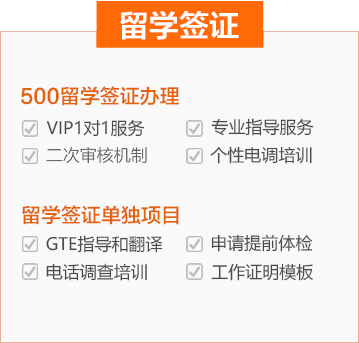 留学签证
500留学签证办理
VIP1对1服务 专业指导服务
二次审核机制 个性电调培训
留学签证单独项目
GTE指导和翻译 申请提前体检
电话调查培训 工作证明模板